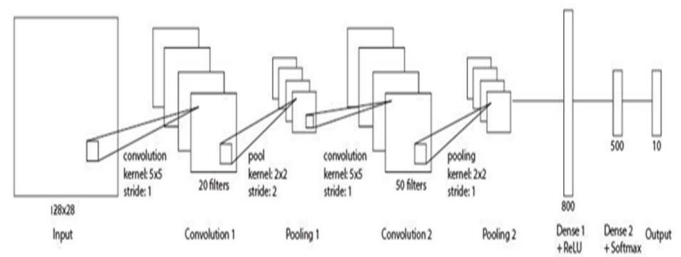 convolution
kernel: 5x5
stride: 1
20 filters
pool
kernel: 2x2
stride: 2
convolution
kernel: 5x5
stride: 1
50 filters
pooling
kernel: 2x2
stride: 1
128x28
800
500
10
Input
Convolution 1
Pooling 1
Convolution 2
Pooling 2
Dense 1
+ ReLU
Dense 2
+ Softmax
Output